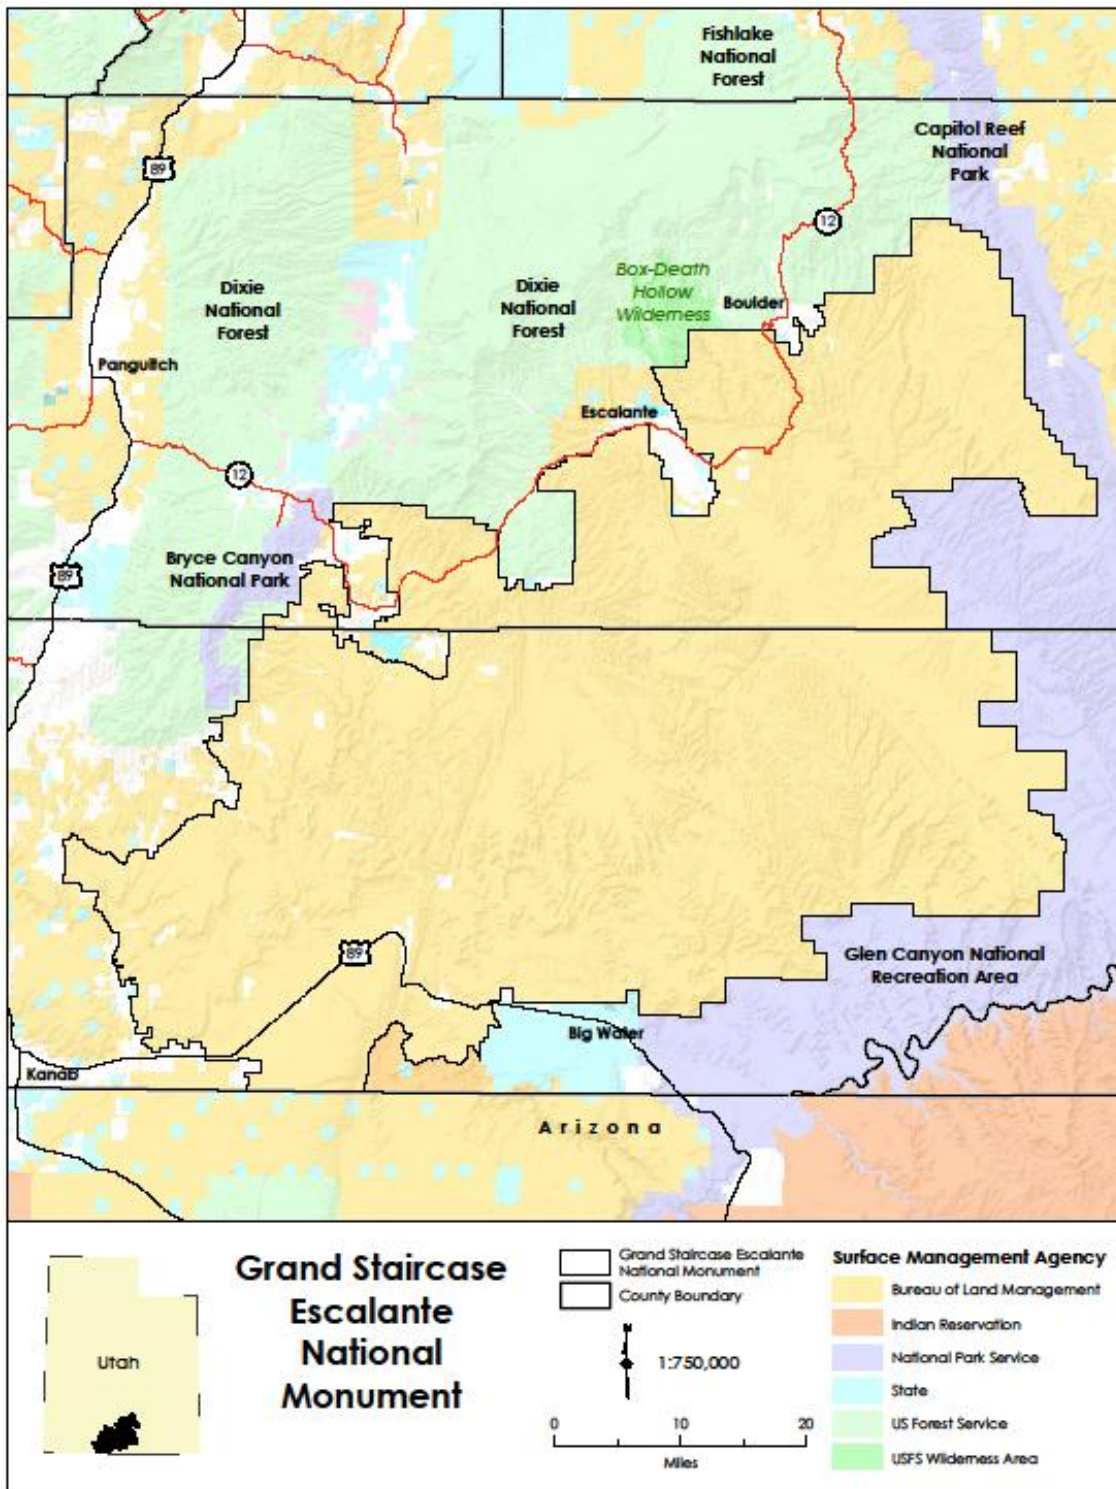 Fishlake
National
Forest
Capitol Reef
National
Park
89
12
Box-Death
Hollow
Wilderness
Dixie
National
Forest
Dixie
National
Forest
Boulder
Panguitch
Escalante
12
Bryce Canyon
National Park
89
89
Glen Canyon National
Recreation Area
Big Water
Kanab
Arizona
Utah
Grand Staircase
Escalante
National
Monument
Grand Staircase Escalante
National Monument
County Boundary
N
1:750,000
0 10 20
Miles
Surface Management Agency
Bureau of Land Management
Indian Reservation
National Park Service
State
US Forest Service
USFS Wilderness Area